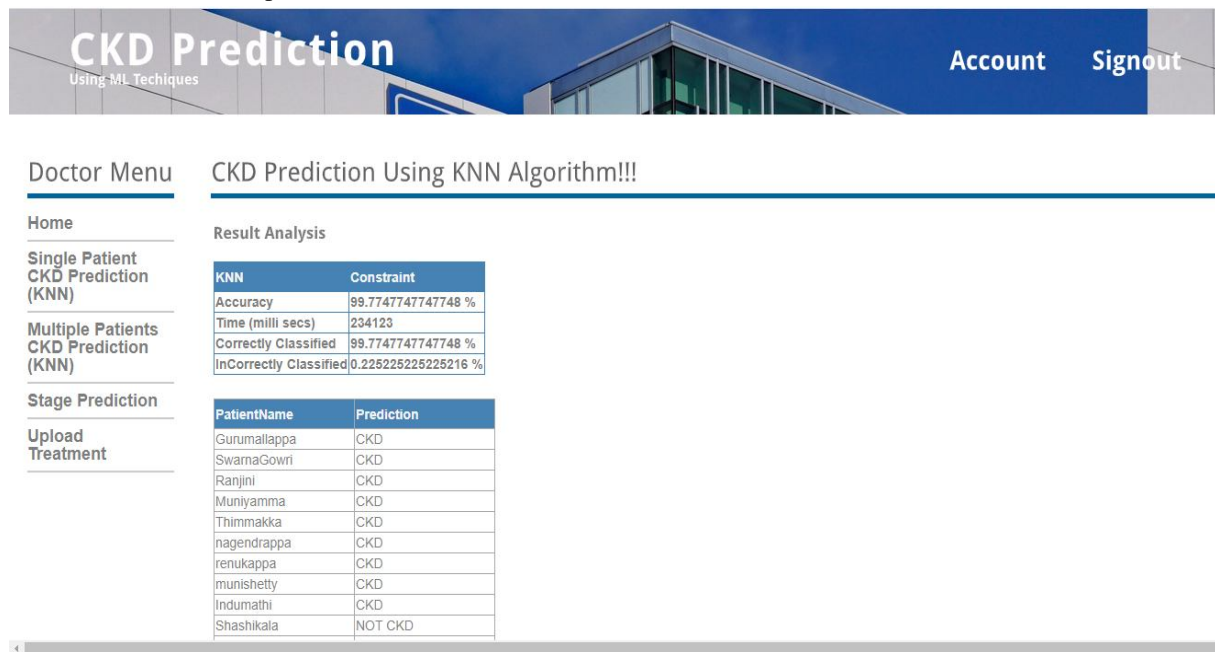 CKD Prediction
Using ML Techiques
Account Signout
Doctor Menu
Home
Single Patient
CKD Prediction
(KNN)
Multiple Patients
CKD Prediction
(KNN)
Stage Prediction
Upload
Treatment
CKD Prediction Using KNN Algorithm!!!
Result Analysis
KNN Constraint
Accuracy 99.7747747747748 %
Time (milli secs) 234123
Correctly Classified 99.7747747747748 %
InCorrectly Classified 0.225225225225216 %
PatientName Prediction
Gurumallappa CKD
SwarnaGowri CKD
Ranjini CKD
Muniyamma CKD
Thimmakka CKD
nagendrappa CKD
renukappa CKD
munishetty CKD
Indumathi CKD
Shashikala NOT CKD